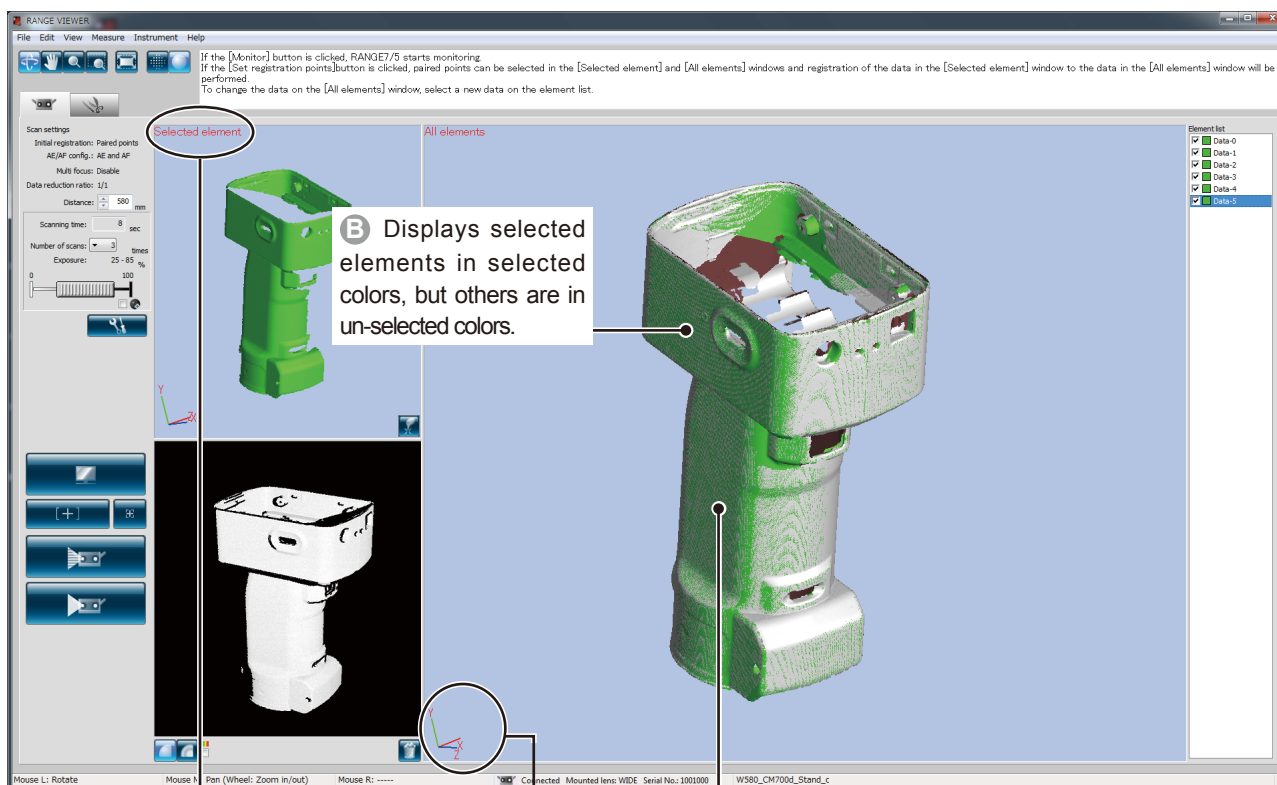 RANGE VIEWER
File Edit View Measure Instrument Help
If the [Monitor] button is clicked, RANGE7/5 starts monitoring.
If the [Set registration points]button is clicked, paired points can be selected in the [Selected element] and [All elements] windows and registration of the data in the [Selected element] window to the data in the [All elements] window will be
performed.
To change the data on the [All elements] window, select a new data on the element list.
Scan settings
Initial registration: Paired points
AE/AF config.: AE and AF
Multi focus: Disable
Data reduction ratio: 1/1
Distance: 580 mm
Scanning time: 8 sec
Number of scans: 3 times
Exposure: 25 - 85 %
0 100
[+]
Selected element
Y
ZX
B Displays selected
elements in selected
colors, but others are in
un-selected colors.
All elements
Y
X
Z
Element list
Data-0
Data-1
Data-2
Data-3
Data-4
Data-5
Mouse L: Rotate Mouse M Pan (Wheel: Zoom in/out) Mouse R: ----- Connected Mounted lens: WIDE Serial No.: 1001000 W580_CM700d_Stand_c